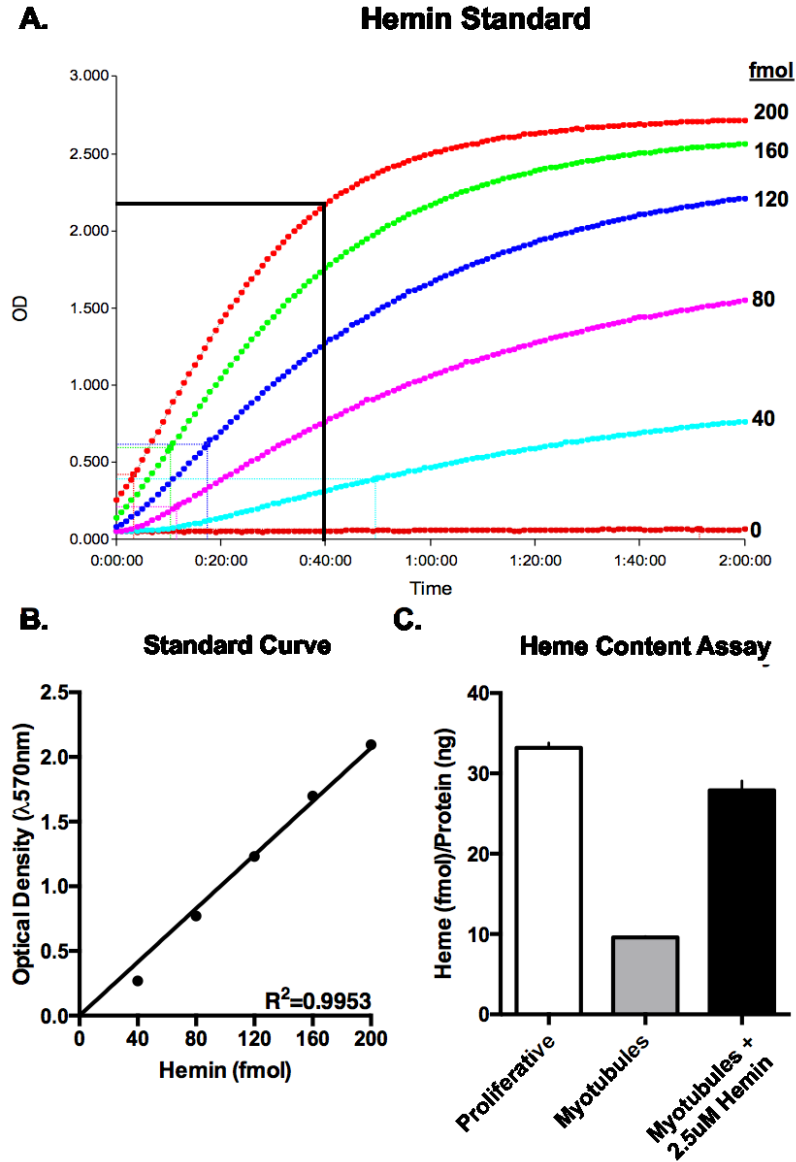 A.
Hemin Standard
fmol
3.000
2.500
2.000
1.500
1.000
0.500
0.000
OD
200
160
120
80
40
0
0:00:00
0:20:00
0:40:00
1:00:00
1:20:00
1:40:00
2:00:00
Time
B.
Standard Curve
Optical Density (λ570nm)
2.5
2.0
1.5
1.0
0.5
0.0
R²=0.9953
0
40
80
120
160
200
Hemin (fmol)
C.
Heme Content Assay
Heme (fmol)/Protein (ng)
40
30
20
10
0
Proliferative
Myotubules
Myotubules +
2.5uM Hemin